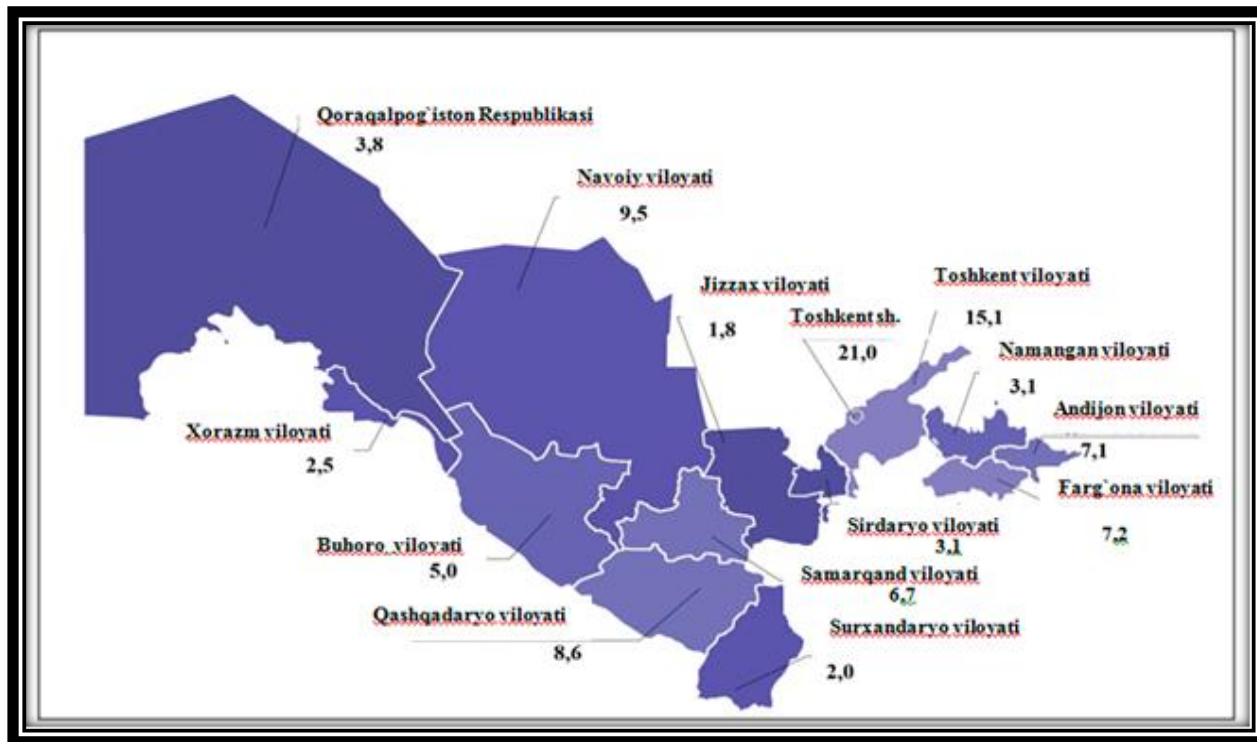 Qoraqalpog`iston Respublikasi
3,8
Navoiy viloyati
9,5
Jizzax viloyati
1,8
Toshkent sh.
21,0
Toshkent viloyati
15,1
Namangan viloyati
3,1
Andijon viloyati
7,1
Farg`ona viloyati
7,2
Xorazm viloyati
2,5
Buhoro viloyati
5,0
Qashqadaryo viloyati
8,6
Sirdaryo viloyati
3,1
Samarqand viloyati
6,7
Surxandaryo viloyati
2,0